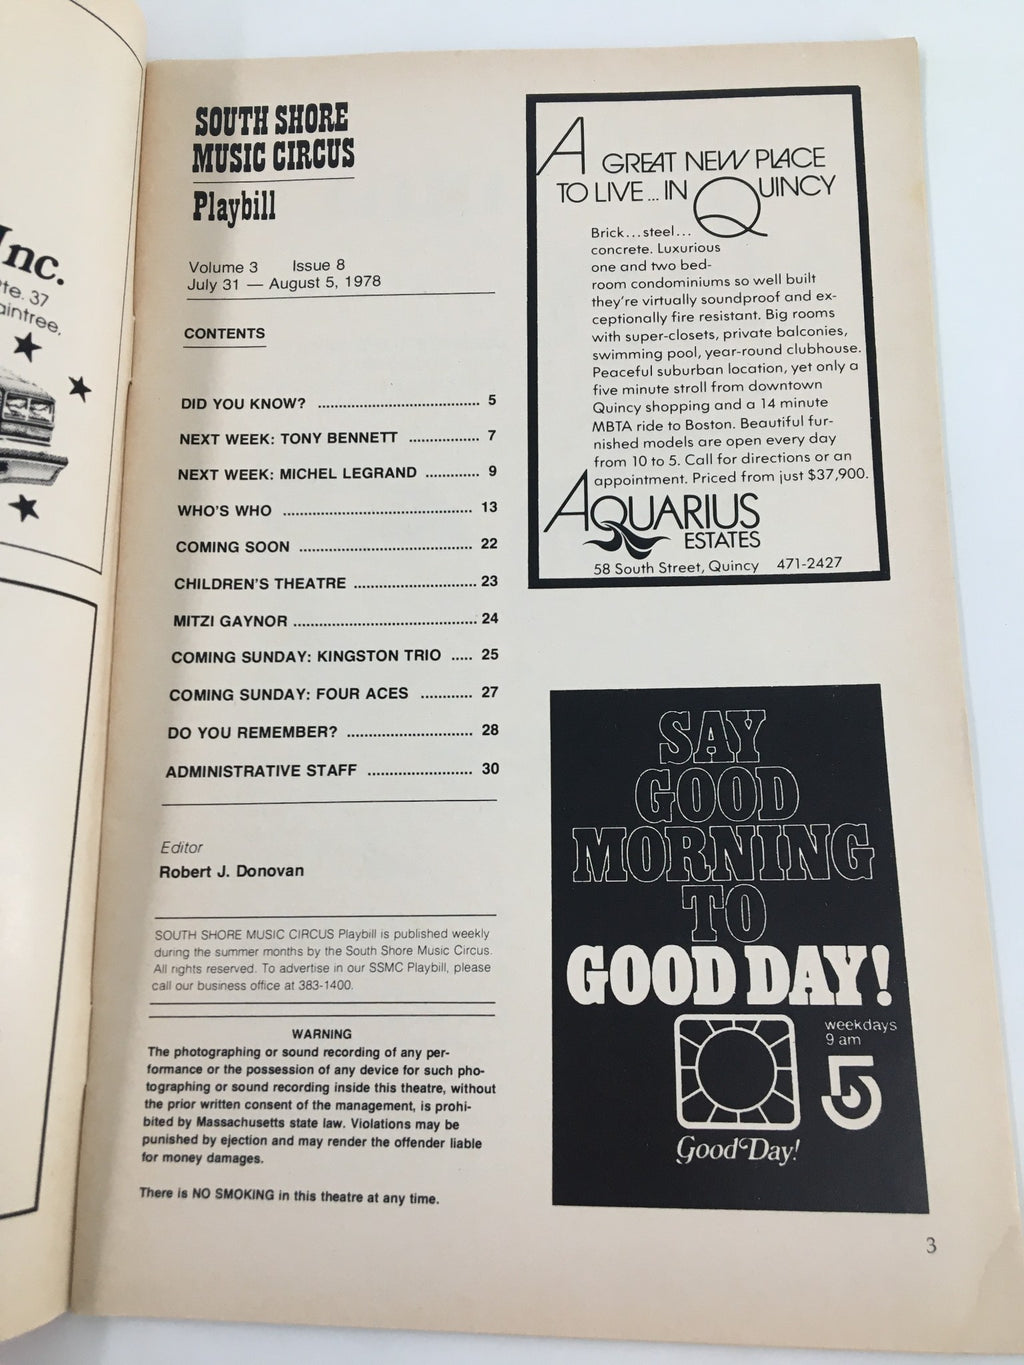 Inc.
te. 37
aintree,
SOUTH SHORE
MUSIC CIRCUS
Playbill
Volume 3 Issue 8
July 31 — August 5, 1978
CONTENTS
DID YOU KNOW? ........................................ 5
NEXT WEEK: TONY BENNETT ................. 7
NEXT WEEK: MICHEL LEGRAND ............ 9
WHO'S WHO .............................................. 13
COMING SOON .......................................... 22
CHILDREN'S THEATRE ............................. 23
MITZI GAYNOR ............................................. 24
COMING SUNDAY: KINGSTON TRIO ..... 25
COMING SUNDAY: FOUR ACES ............ 27
DO YOU REMEMBER? .............................. 28
ADMINISTRATIVE STAFF ......................... 30
Editor
Robert J. Donovan
SOUTH SHORE MUSIC CIRCUS Playbill is published weekly
during the summer months by the South Shore Music Circus.
All rights reserved. To advertise in our SSMC Playbill, please
call our business office at 383-1400.
WARNING
The photographing or sound recording of any per-
formance or the possession of any device for such pho-
tographing or sound recording inside this theatre, without
the prior written consent of the management, is prohi-
bited by Massachusetts state law. Violations may be
punished by ejection and may render the offender liable
for money damages.
There is NO SMOKING in this theatre at any time.
A GREAT NEW PLACE
TO LIVE... IN QUINCY
Brick...steel...
concrete. Luxurious
one and two bed-
room condominiums so well built
they're virtually soundproof and ex-
ceptionally fire resistant. Big rooms
with super-closets, private balconies,
swimming pool, year-round clubhouse.
Peaceful suburban location, yet only a
five minute stroll from downtown
Quincy shopping and a 14 minute
MBTA ride to Boston. Beautiful fur-
nished models are open every day
from 10 to 5. Call for directions or an
appointment. Priced from just $37,900.
AQUARIUS
ESTATES
58 South Street, Quincy 471-2427
SAY
GOOD
MORNING
TO
GOOD DAY!
weekdays
9 am
5
Good Day!
3